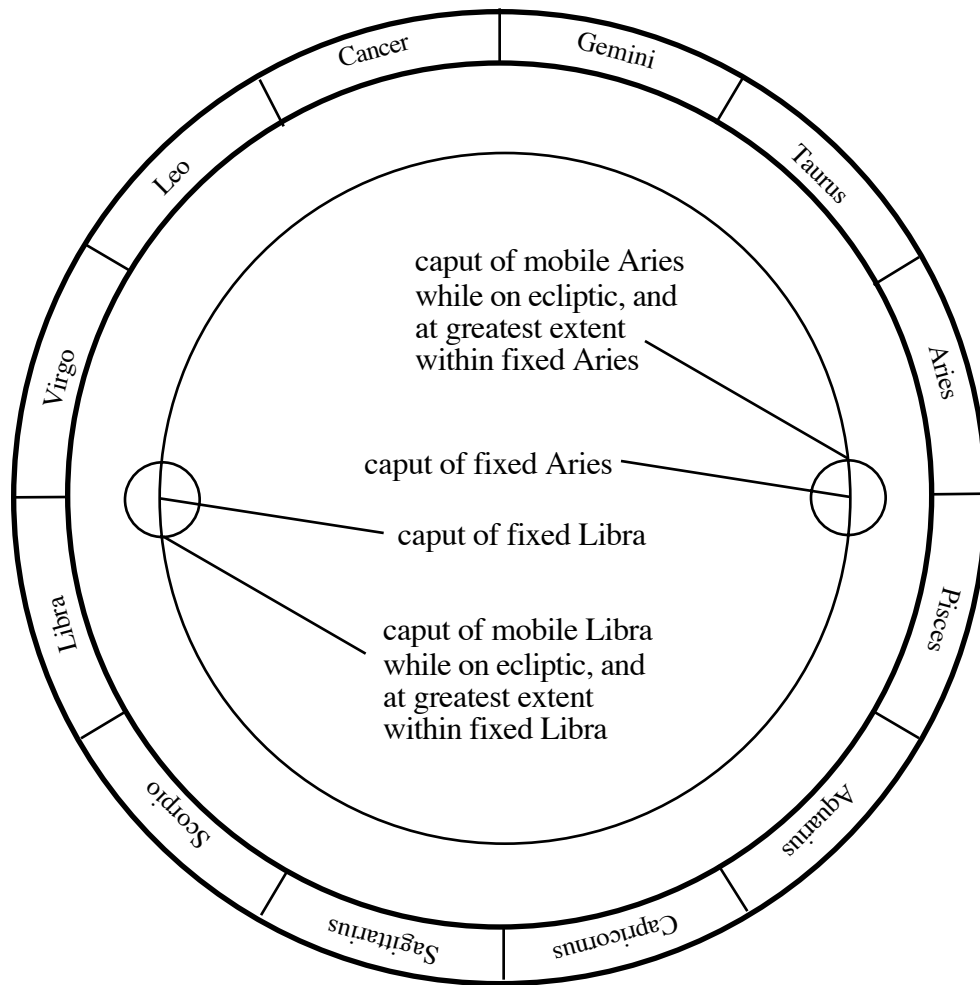 Cancer
Gemini
Leo
Taurus
caput of mobile Aries
while on ecliptic, and
at greatest extent
within fixed Aries
Virgo
Aries
caput of fixed Aries
caput of fixed Libra
Libra
Pisces
caput of mobile Libra
while on ecliptic, and
at greatest extent
within fixed Libra
Scorpio
Aquarius
Sagittarius
Capricornus